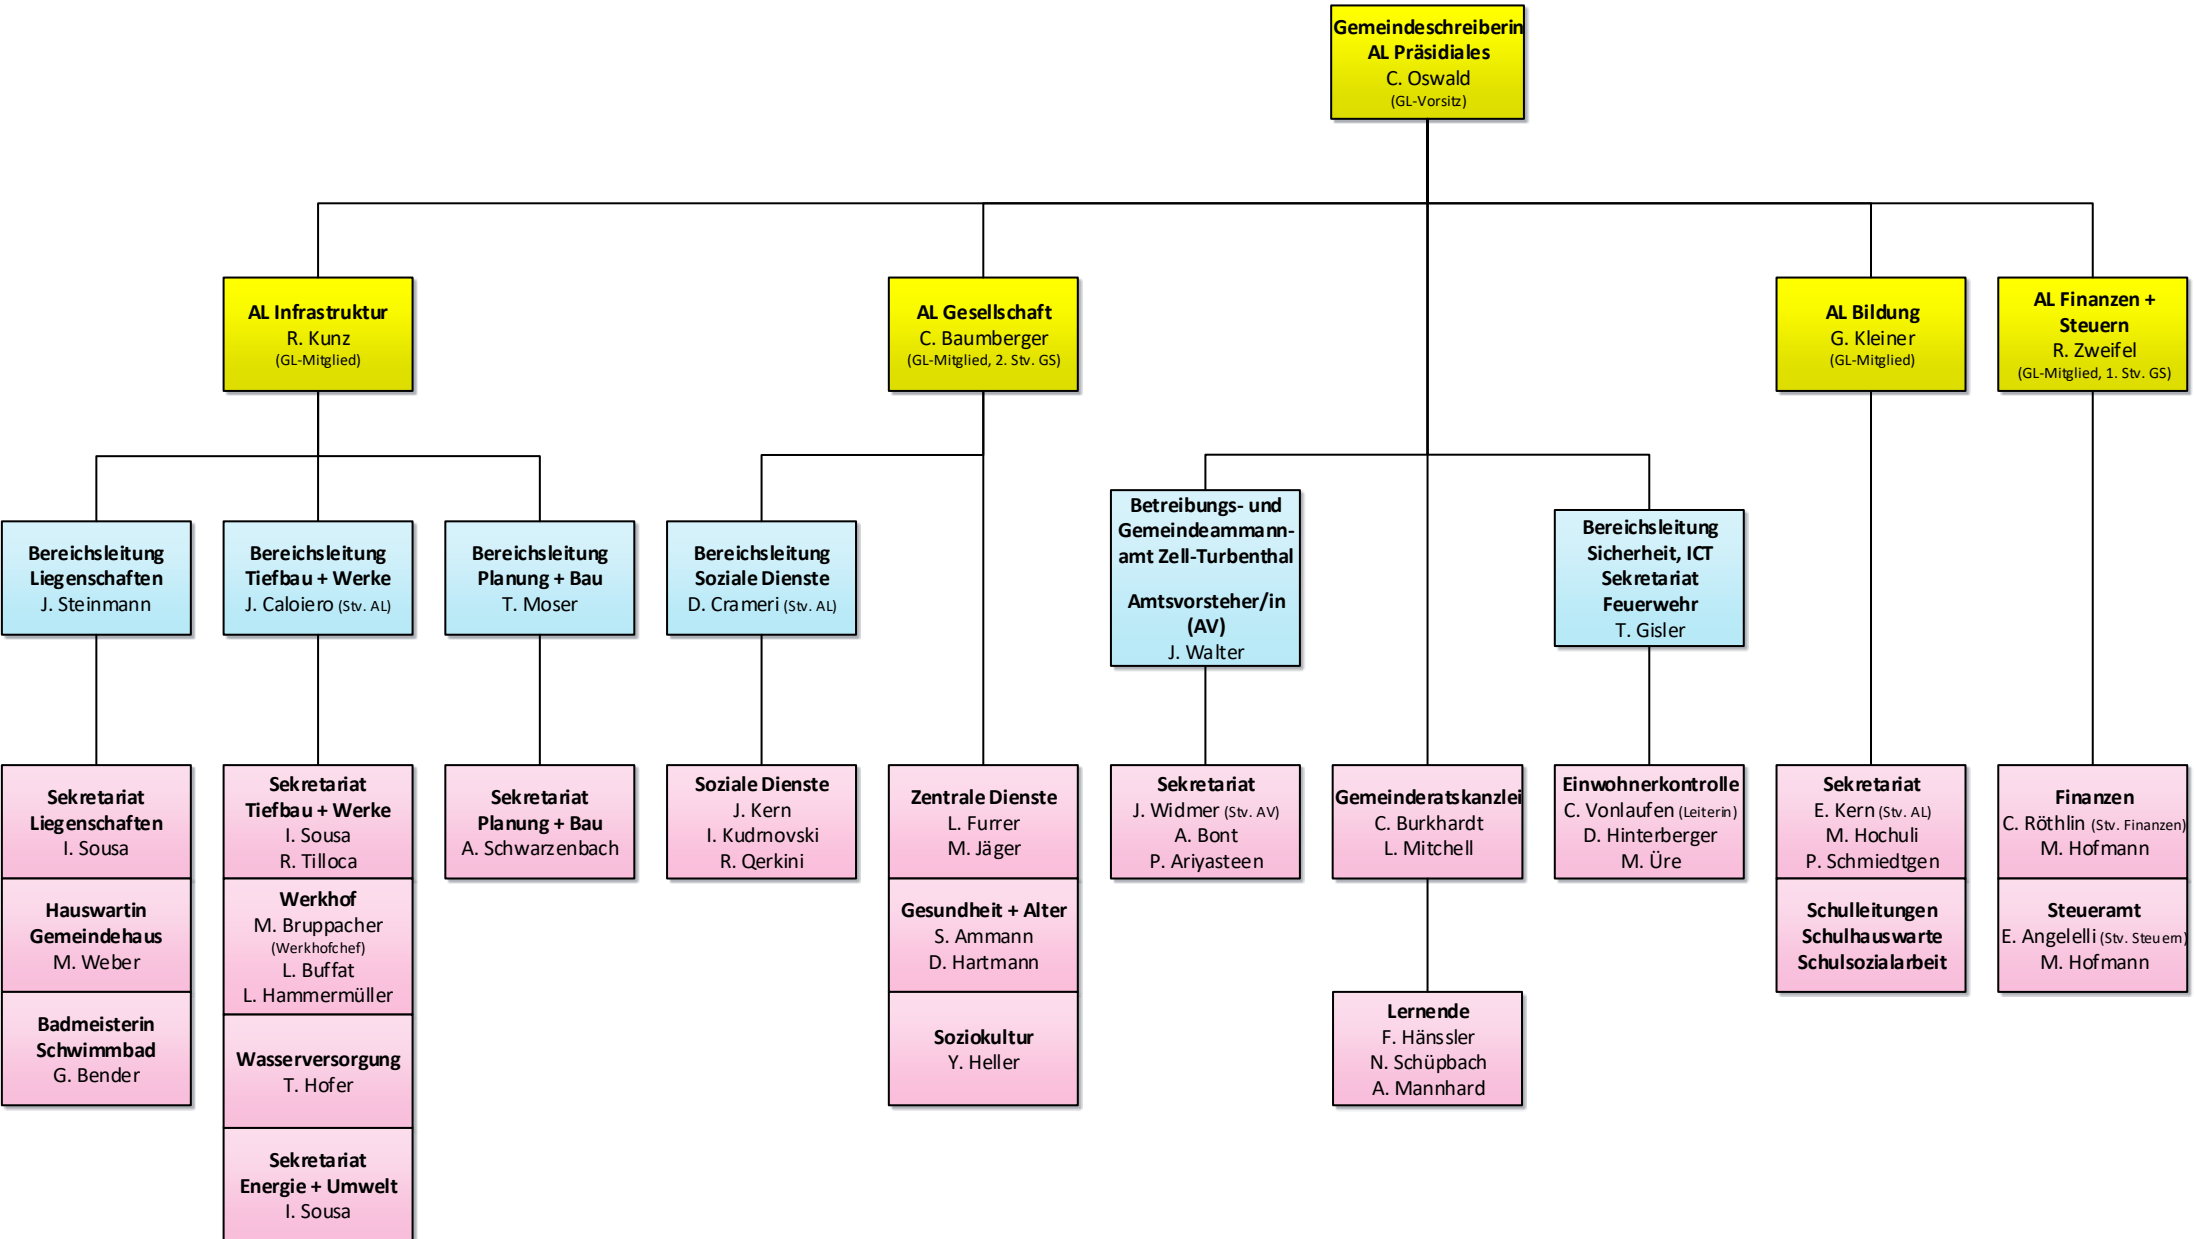 Gemeindeschreiberin
AL Präsidiales
C. Oswald
(GL-Vorsitz)
AL Infrastruktur
R. Kunz
(GL-Mitglied)
AL Gesellschaft
C. Baumberger
(GL-Mitglied, 2. Stv. GS)
AL Bildung
G. Kleiner
(GL-Mitglied)
AL Finanzen +
Steuern
R. Zweifel
(GL-Mitglied, 1. Stv. GS)
Bereichsleitung
Liegenschaften
J. Steinmann
Bereichsleitung
Tiefbau + Werke
J. Caloiero (Stv. AL)
Bereichsleitung
Planung + Bau
T. Moser
Bereichsleitung
Soziale Dienste
D. Crameri (Stv. AL)
Betreibungs- und
Gemeindeammann-
amt Zell-Turbenthal
Amtsvorsteher/in
(AV)
J. Walter
Bereichsleitung
Sicherheit, ICT
Sekretariat
Feuerwehr
T. Gisler
Sekretariat
Liegenschaften
I. Sousa
Hauswartin
Gemeindehaus
M. Weber
Badmeisterin
Schwimmbad
G. Bender
Sekretariat
Tiefbau + Werke
I. Sousa
R. Tilloca
Werkhof
M. Bruppacher
(Werkhofchef)
L. Buffat
L. Hammermüller
Wasserversorgung
T. Hofer
Sekretariat
Energie + Umwelt
I. Sousa
Sekretariat
Planung + Bau
A. Schwarzenbach
Soziale Dienste
J. Kern
I. Kudrnovski
R. Qerkini
Zentrale Dienste
L. Furrer
M. Jäger
Gesundheit + Alter
S. Ammann
D. Hartmann
Soziokultur
Y. Heller
Sekretariat
J. Widmer (Stv. AV)
A. Bont
P. Ariyasteen
Gemeinderatskanzlei
C. Burkhardt
L. Mitchell
Lernende
F. Hänssler
N. Schüpbach
A. Mannhard
Einwohnerkontrolle
C. Vonlaufen (Leiterin)
D. Hinterberger
M. Üre
Sekretariat
E. Kern (Stv. AL)
M. Hochuli
P. Schmiedtgen
Schulleitungen
Schulhauswarte
Schulsozialarbeit
Finanzen
C. Röthlin (Stv. Finanzen)
M. Hofmann
Steueramt
E. Angelelli (Stv. Steuern)
M. Hofmann